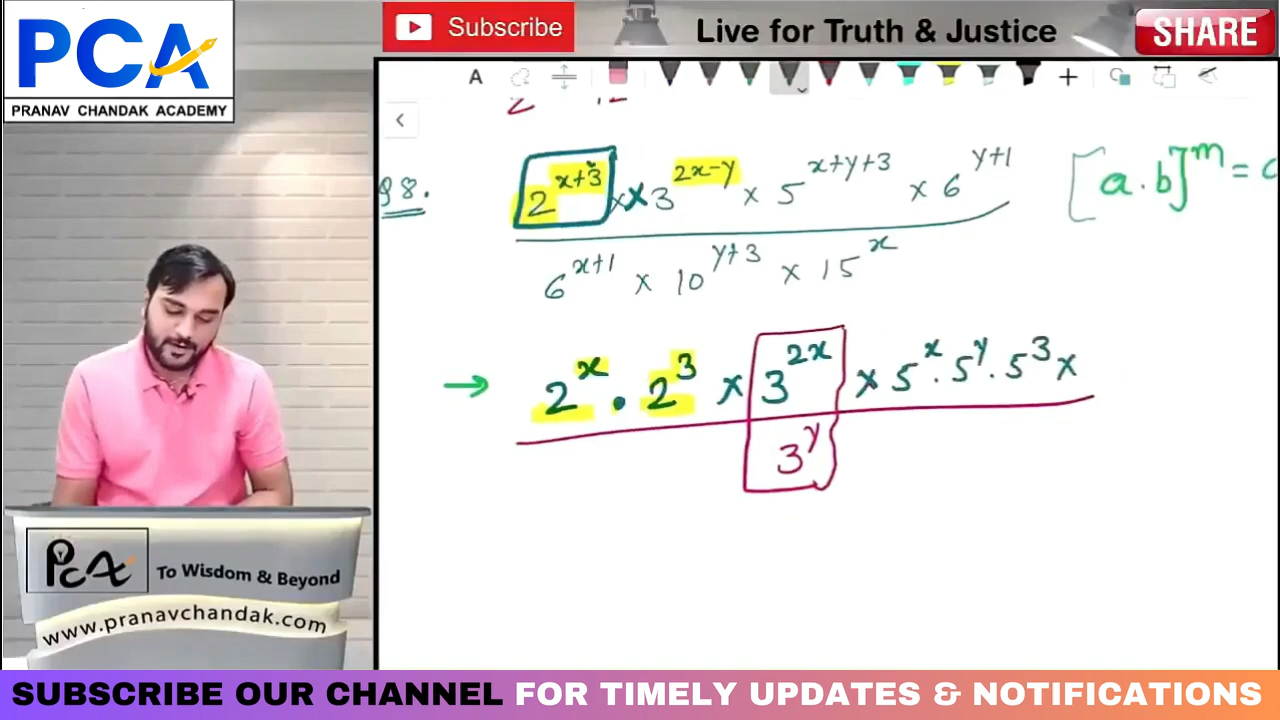 PCA
PRANAV CHANDAK ACADEMY
Subscribe
Live for Truth & Justice
SHARE
A
Q8.
2^{x+3} × 3^{2x-y} × 5^{x+y+3} × 6^{y+1}
6^{x+1} × 10^{y+3} × 15^{x}
[a.b]^{m} =
→ 2^{x} . 2^{3} × 3^{2x} × 5^{x} . 5^{y} . 5^{3} ×
3^{y}
PCA
To Wisdom & Beyond
www.pranavchandak.com
SUBSCRIBE OUR CHANNEL FOR TIMELY UPDATES & NOTIFICATIONS